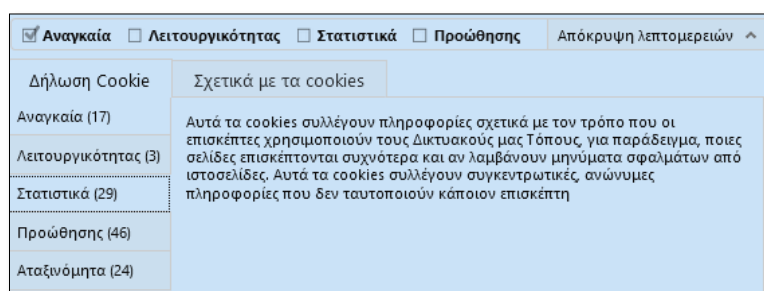 Αναγκαία Λειτουργικότητας Στατιστικά Προώθησης Απόκρυψη λεπτομερειών
Δήλωση Cookie Σχετικά με τα cookies
Αναγκαία (17)
Λειτουργικότητας (3)
Στατιστικά (29)
Προώθησης (46)
Αταξινόμητα (24)
Αυτά τα cookies συλλέγουν πληροφορίες σχετικά με τον τρόπο που οι
επισκέπτες χρησιμοποιούν τους Δικτυακούς μας Τόπους, για παράδειγμα, ποιες
σελίδες επισκέπτονται συχνότερα και αν λαμβάνουν μηνύματα σφαλμάτων από
ιστοσελίδες. Αυτά τα cookies συλλέγουν συγκεντρωτικές, ανώνυμες
πληροφορίες που δεν ταυτοποιούν κάποιον επισκέπτη